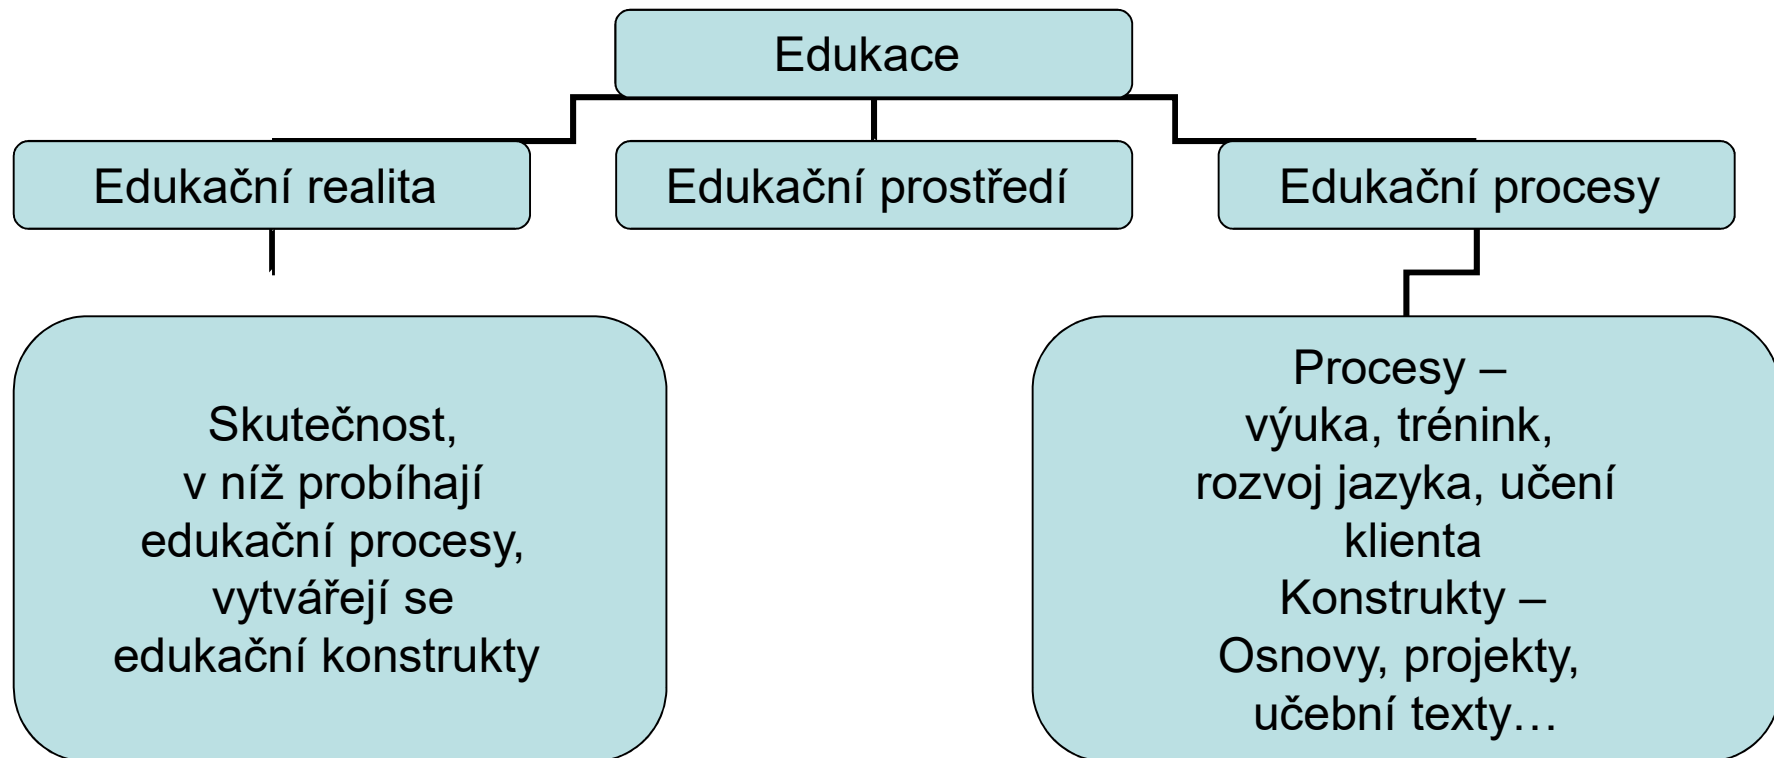 Edukace
Edukační realita
Edukační prostředí
Edukační procesy
Skutečnost,
v níž probíhají
edukační procesy,
vytvářejí se
edukační konstrukty
Procesy –
výuka, trénink,
rozvoj jazyka, učení
klienta
Konstrukty –
Osnovy, projekty,
učební texty…